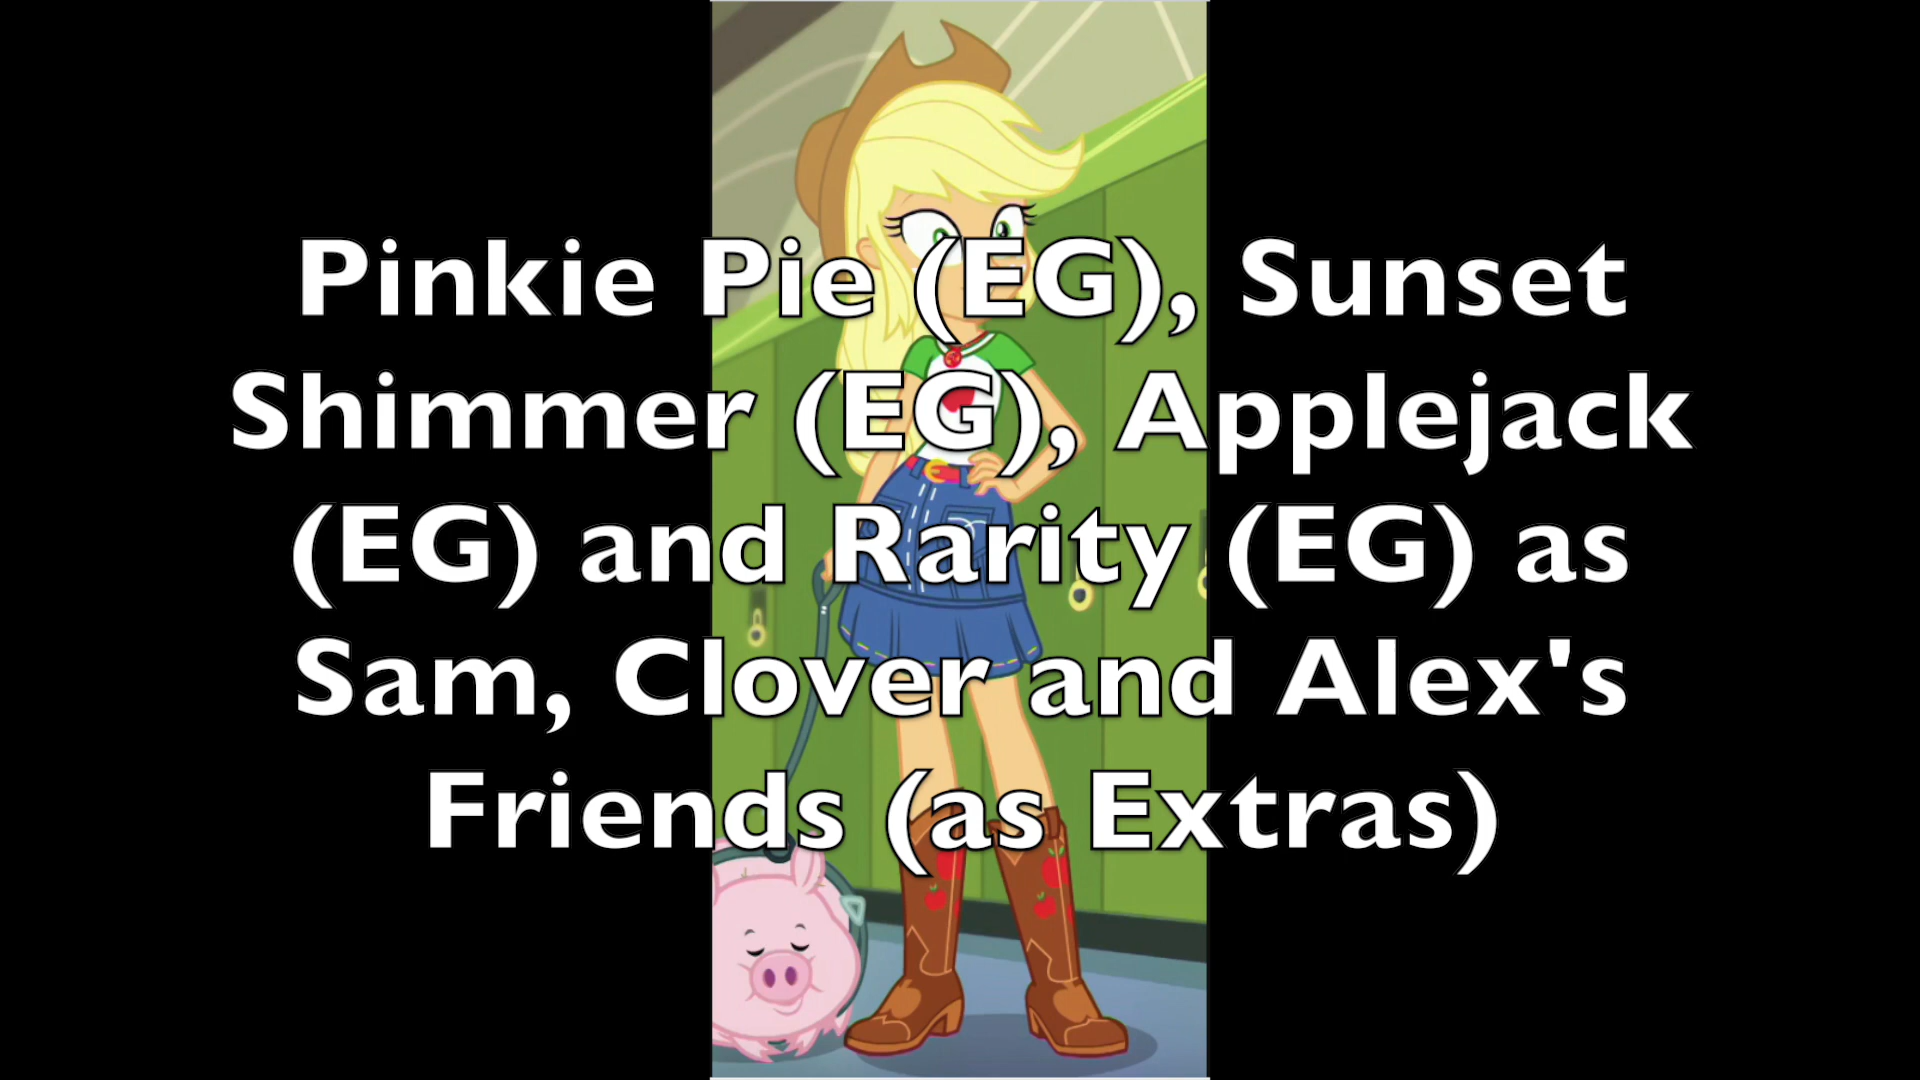 Pinkie Pie (EG), Sunset
Shimmer (EG), Applejack
(EG) and Rarity (EG) as
Sam, Clover and Alex's
Friends (as Extras)